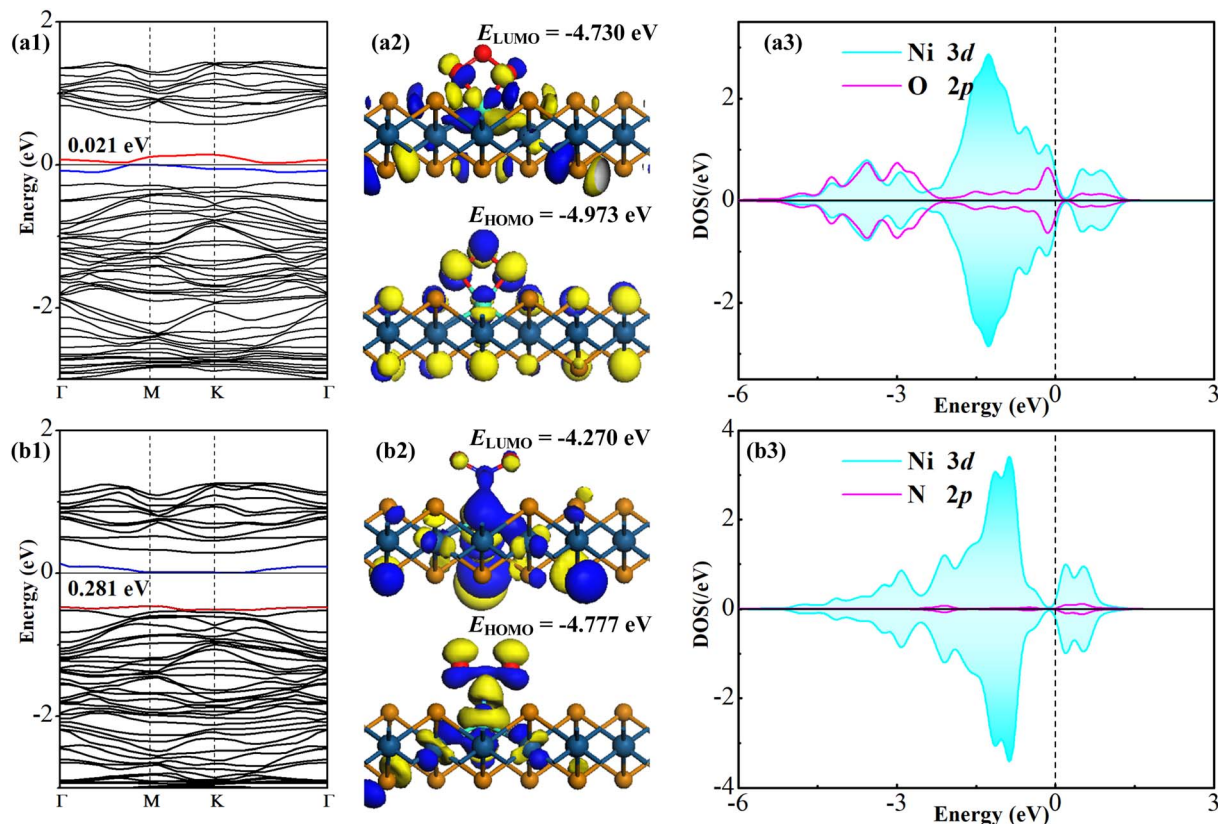 (a1)
2
0
-2
Energy (eV)
0.021 eV
Γ
M
K
Γ
(a2)
E_LUMO = -4.730 eV
E_HOMO = -4.973 eV
(a3)
Ni 3d
O 2p
2
0
2
DOS(/eV)
-6
-3
0
3
Energy (eV)
(b1)
2
0
-2
Energy (eV)
0.281 eV
Γ
M
K
Γ
(b2)
E_LUMO = -4.270 eV
E_HOMO = -4.777 eV
(b3)
Ni 3d
N 2p
4
2
0
-2
-4
DOS(/eV)
-6
-3
0
3
Energy (eV)